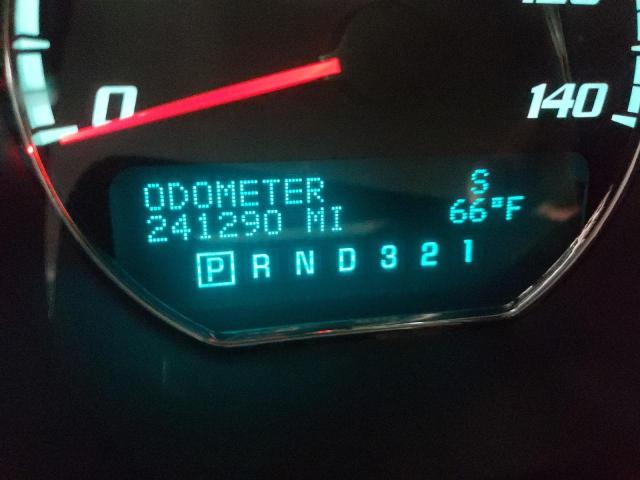 0
140
ODOMETER S
241290 MI 66°F
P R N D 3 2 1